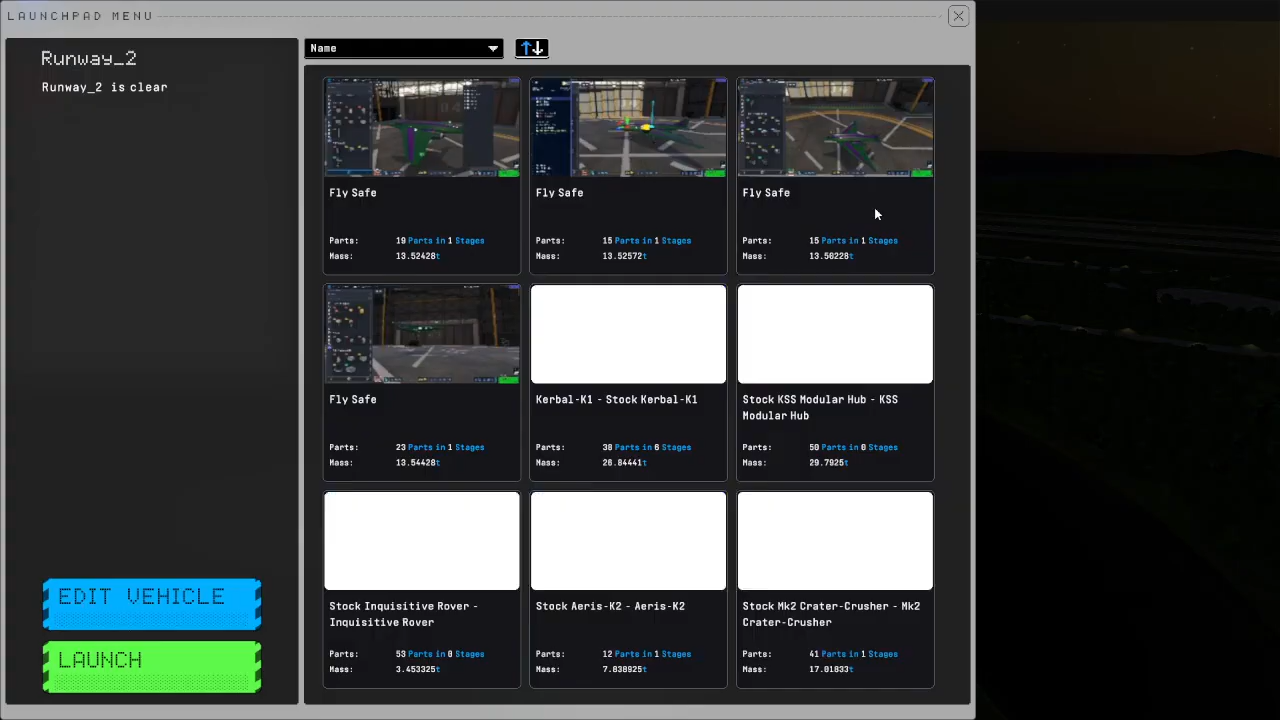 LAUNCHPAD MENU
Runway_2
Runway_2 is clear
Name
Fly Safe
Parts: 19 Parts in 1 Stages
Mass: 13.52428t
Fly Safe
Parts: 15 Parts in 1 Stages
Mass: 13.52572t
Fly Safe
Parts: 15 Parts in 1 Stages
Mass: 13.50228t
Fly Safe
Parts: 23 Parts in 1 Stages
Mass: 13.54428t
Kerbal-K1 - Stock Kerbal-K1
Parts: 38 Parts in 6 Stages
Mass: 26.84441t
Stock KSS Modular Hub - KSS
Modular Hub
Parts: 50 Parts in 0 Stages
Mass: 29.7925t
Stock Inquisitive Rover -
Inquisitive Rover
Parts: 53 Parts in 0 Stages
Mass: 3.453325t
Stock Aeris-K2 - Aeris-K2
Parts: 12 Parts in 1 Stages
Mass: 7.838925t
Stock Mk2 Crater-Crusher - Mk2
Crater-Crusher
Parts: 41 Parts in 1 Stages
Mass: 17.01833t
EDIT VEHICLE
LAUNCH